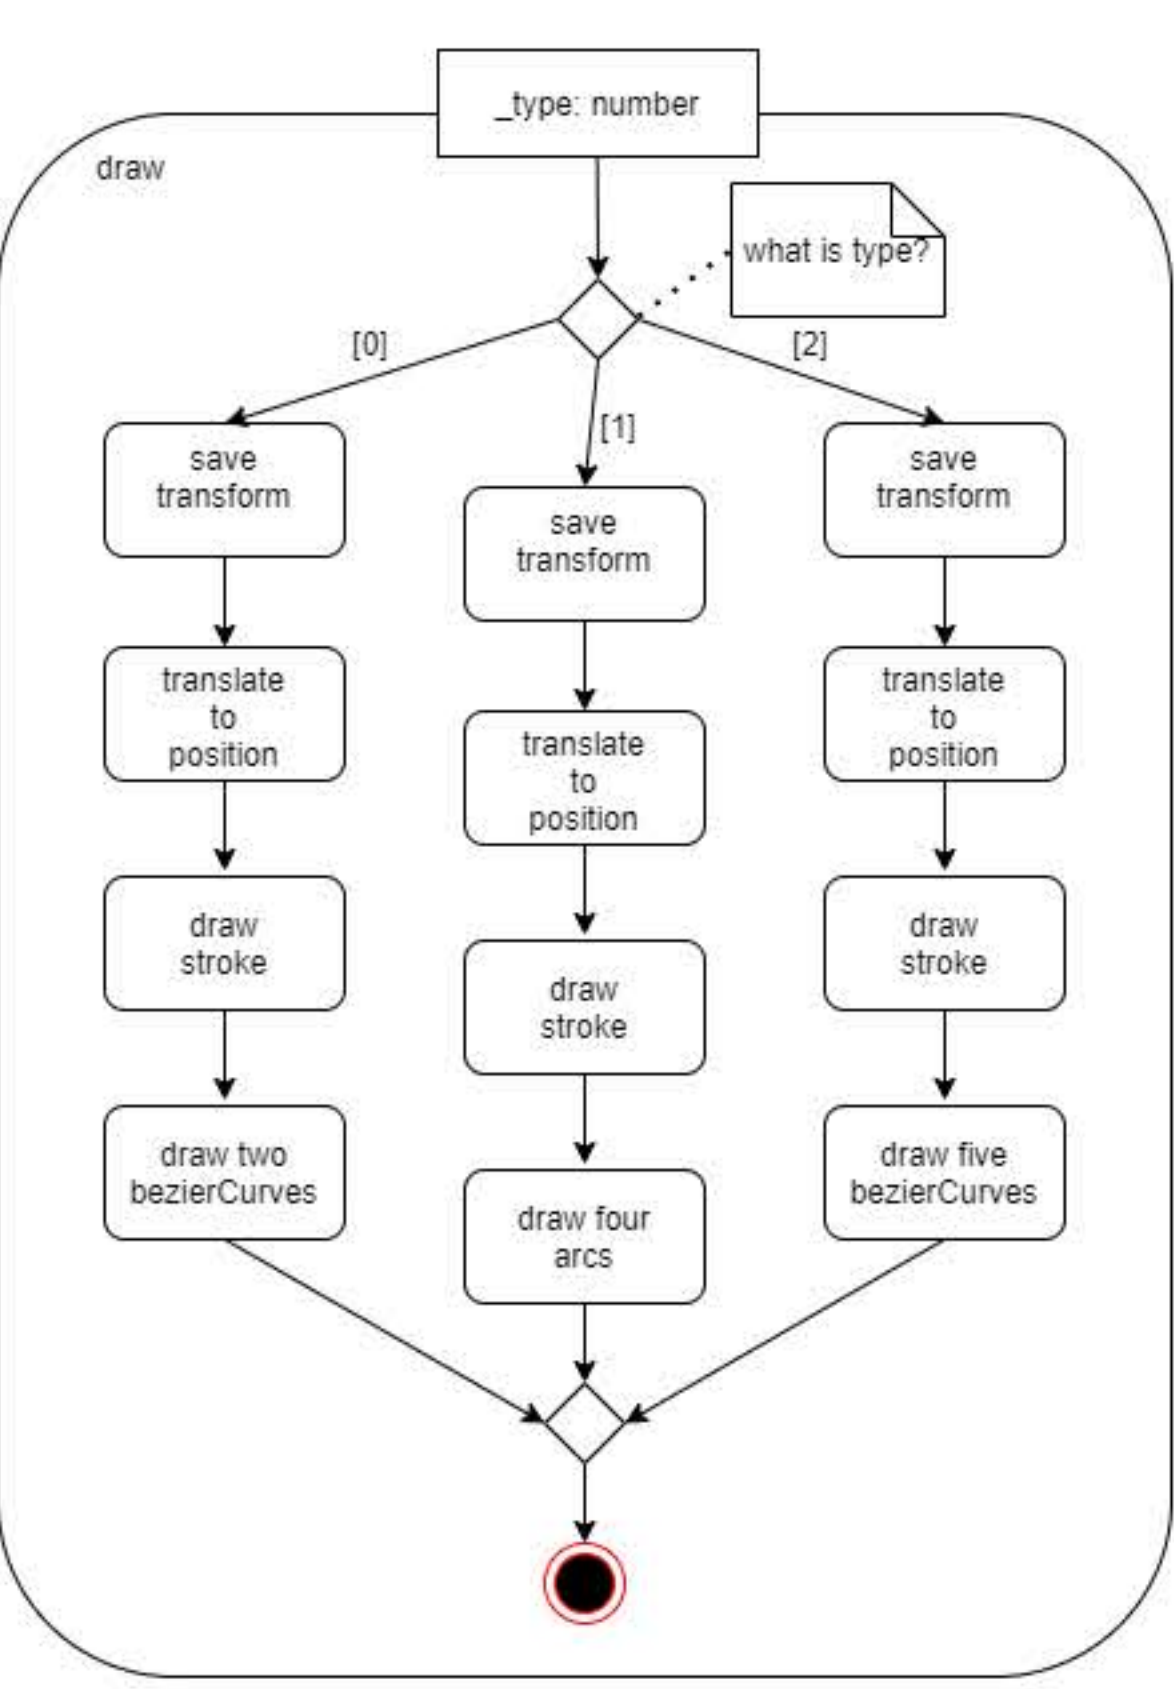 _type: number
draw
what is type?
[0]
[2]
[1]
save
transform
save
transform
save
transform
translate
to
position
translate
to
position
translate
to
position
draw
stroke
draw
stroke
draw
stroke
draw two
bezierCurves
draw four
arcs
draw five
bezierCurves